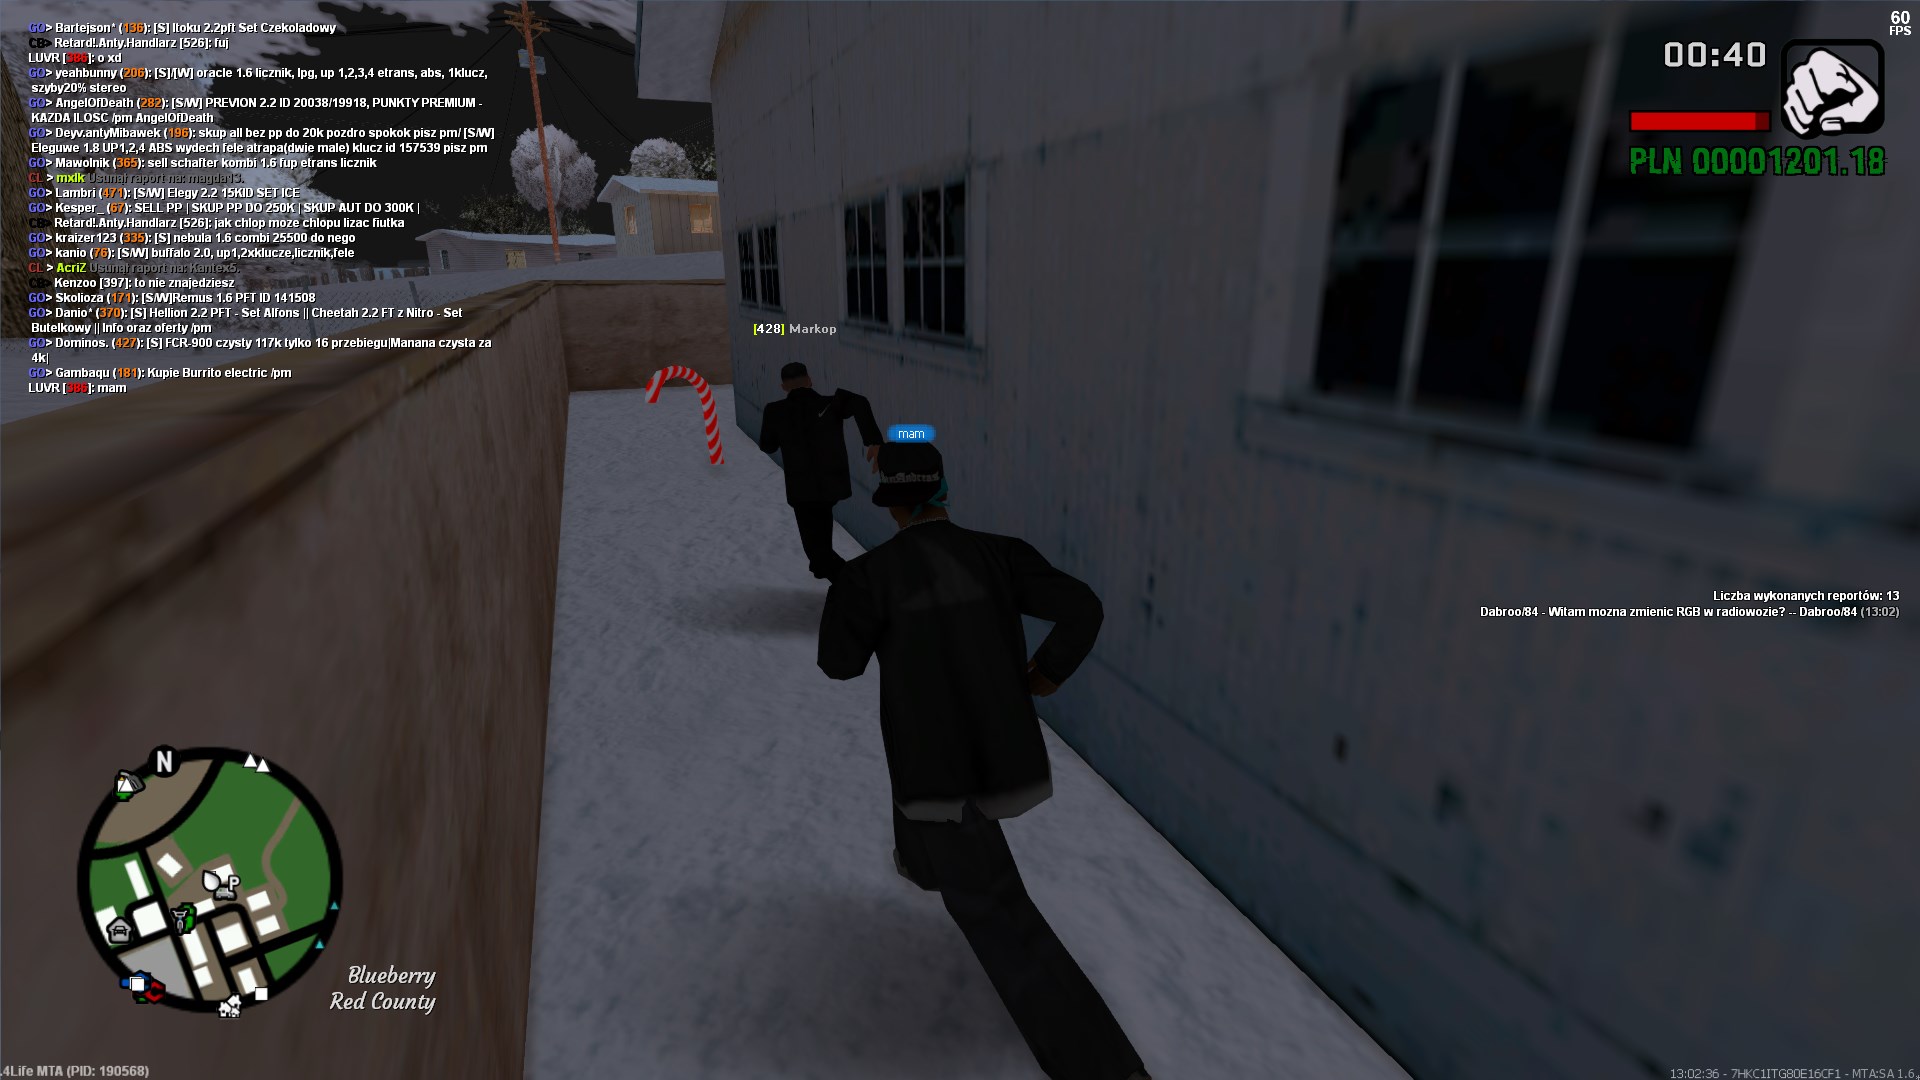 GO> Bartejson* (136): [S] Itoku 2.2pft Set Czekoladowy
CB> Retard!.Anty.Handlarz [526]: fuj
LUVR [386]: o xd
GO> yeahbunny (206): [S]/[W] oracle 1.6 licznik, lpg, up 1,2,3,4 etrans, abs, 1klucz,
szyby20% stereo
GO> AngelOfDeath (282): [S/W] PREVION 2.2 ID 20038/19918, PUNKTY PREMIUM -
KAZDA ILOSC /pm AngelOfDeath
GO> Deyv.antyMibawek (196): skup all bez pp do 20k pozdro spokok pisz pm/ [S/W]
Eleguwe 1.8 UP1,2,4 ABS wydech fele atrapa(dwie male) klucz id 157539 pisz pm
GO> Mawolnik (365): sell schafter kombi 1.6 fup etrans licznik
CL > mxlk Usunął raport na: magda13.
GO> Lambri (471): [S/W] Elegy 2.2 15KID SET ICE
GO> Kesper_ (67): SELL PP | SKUP PP DO 250K | SKUP AUT DO 300K |
CB> Retard!.Anty.Handlarz [526]: jak chlop moze chlopu lizac fiutka
GO> kraizer123 (335): [S] nebula 1.6 combi 25500 do nego
GO> kanio (76): [S/W] buffalo 2.0, up1,2xklucze,licznik,fele
CL > AcriZ Usunął raport na: Kantex5.
CB> Kenzoo [397]: to nie znajedziesz
GO> Skolioza (171): [S/W]Remus 1.6 PFT ID 141508
GO> Danio* (370): [S] Hellion 2.2 PFT - Set Alfons || Cheetah 2.2 FT z Nitro - Set
Butelkowy || Info oraz oferty /pm
GO> Dominos. (427): [S] FCR-900 czysty 117k tylko 16 przebiegu|Manana czysta za
4k|
GO> Gambaqu (181): Kupie Burrito electric /pm
LUVR [386]: mam
60
FPS
00:40
PLN 00001201.18
[428] Markop
mam
Liczba wykonanych reportów: 13
Dabroo/84 - Witam mozna zmienic RGB w radiowozie? -- Dabroo/84 (13:02)
N
P
Blueberry
Red County
.4Life MTA (PID: 190568)
13:02:36 - 7HKC1ITG80E16CF1 - MTA:SA 1.6